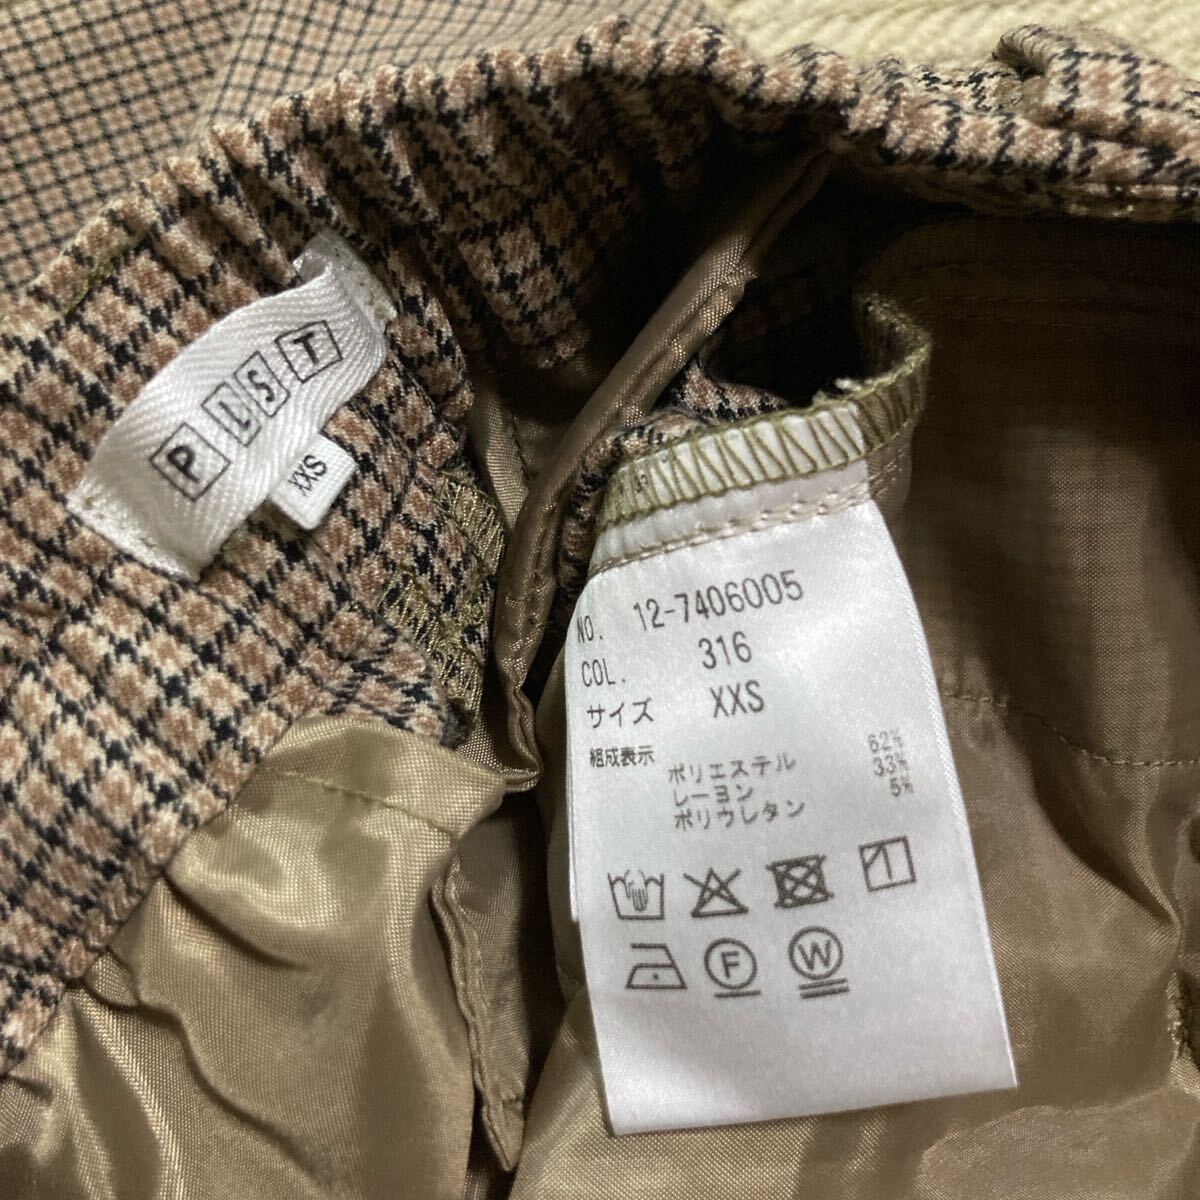 PLST
XXS
NO. 12-7406005
COL. 316
サイズ XXS
組成表示
ポリエステル 62%
レーヨン 33%
ポリウレタン 5%
F
W